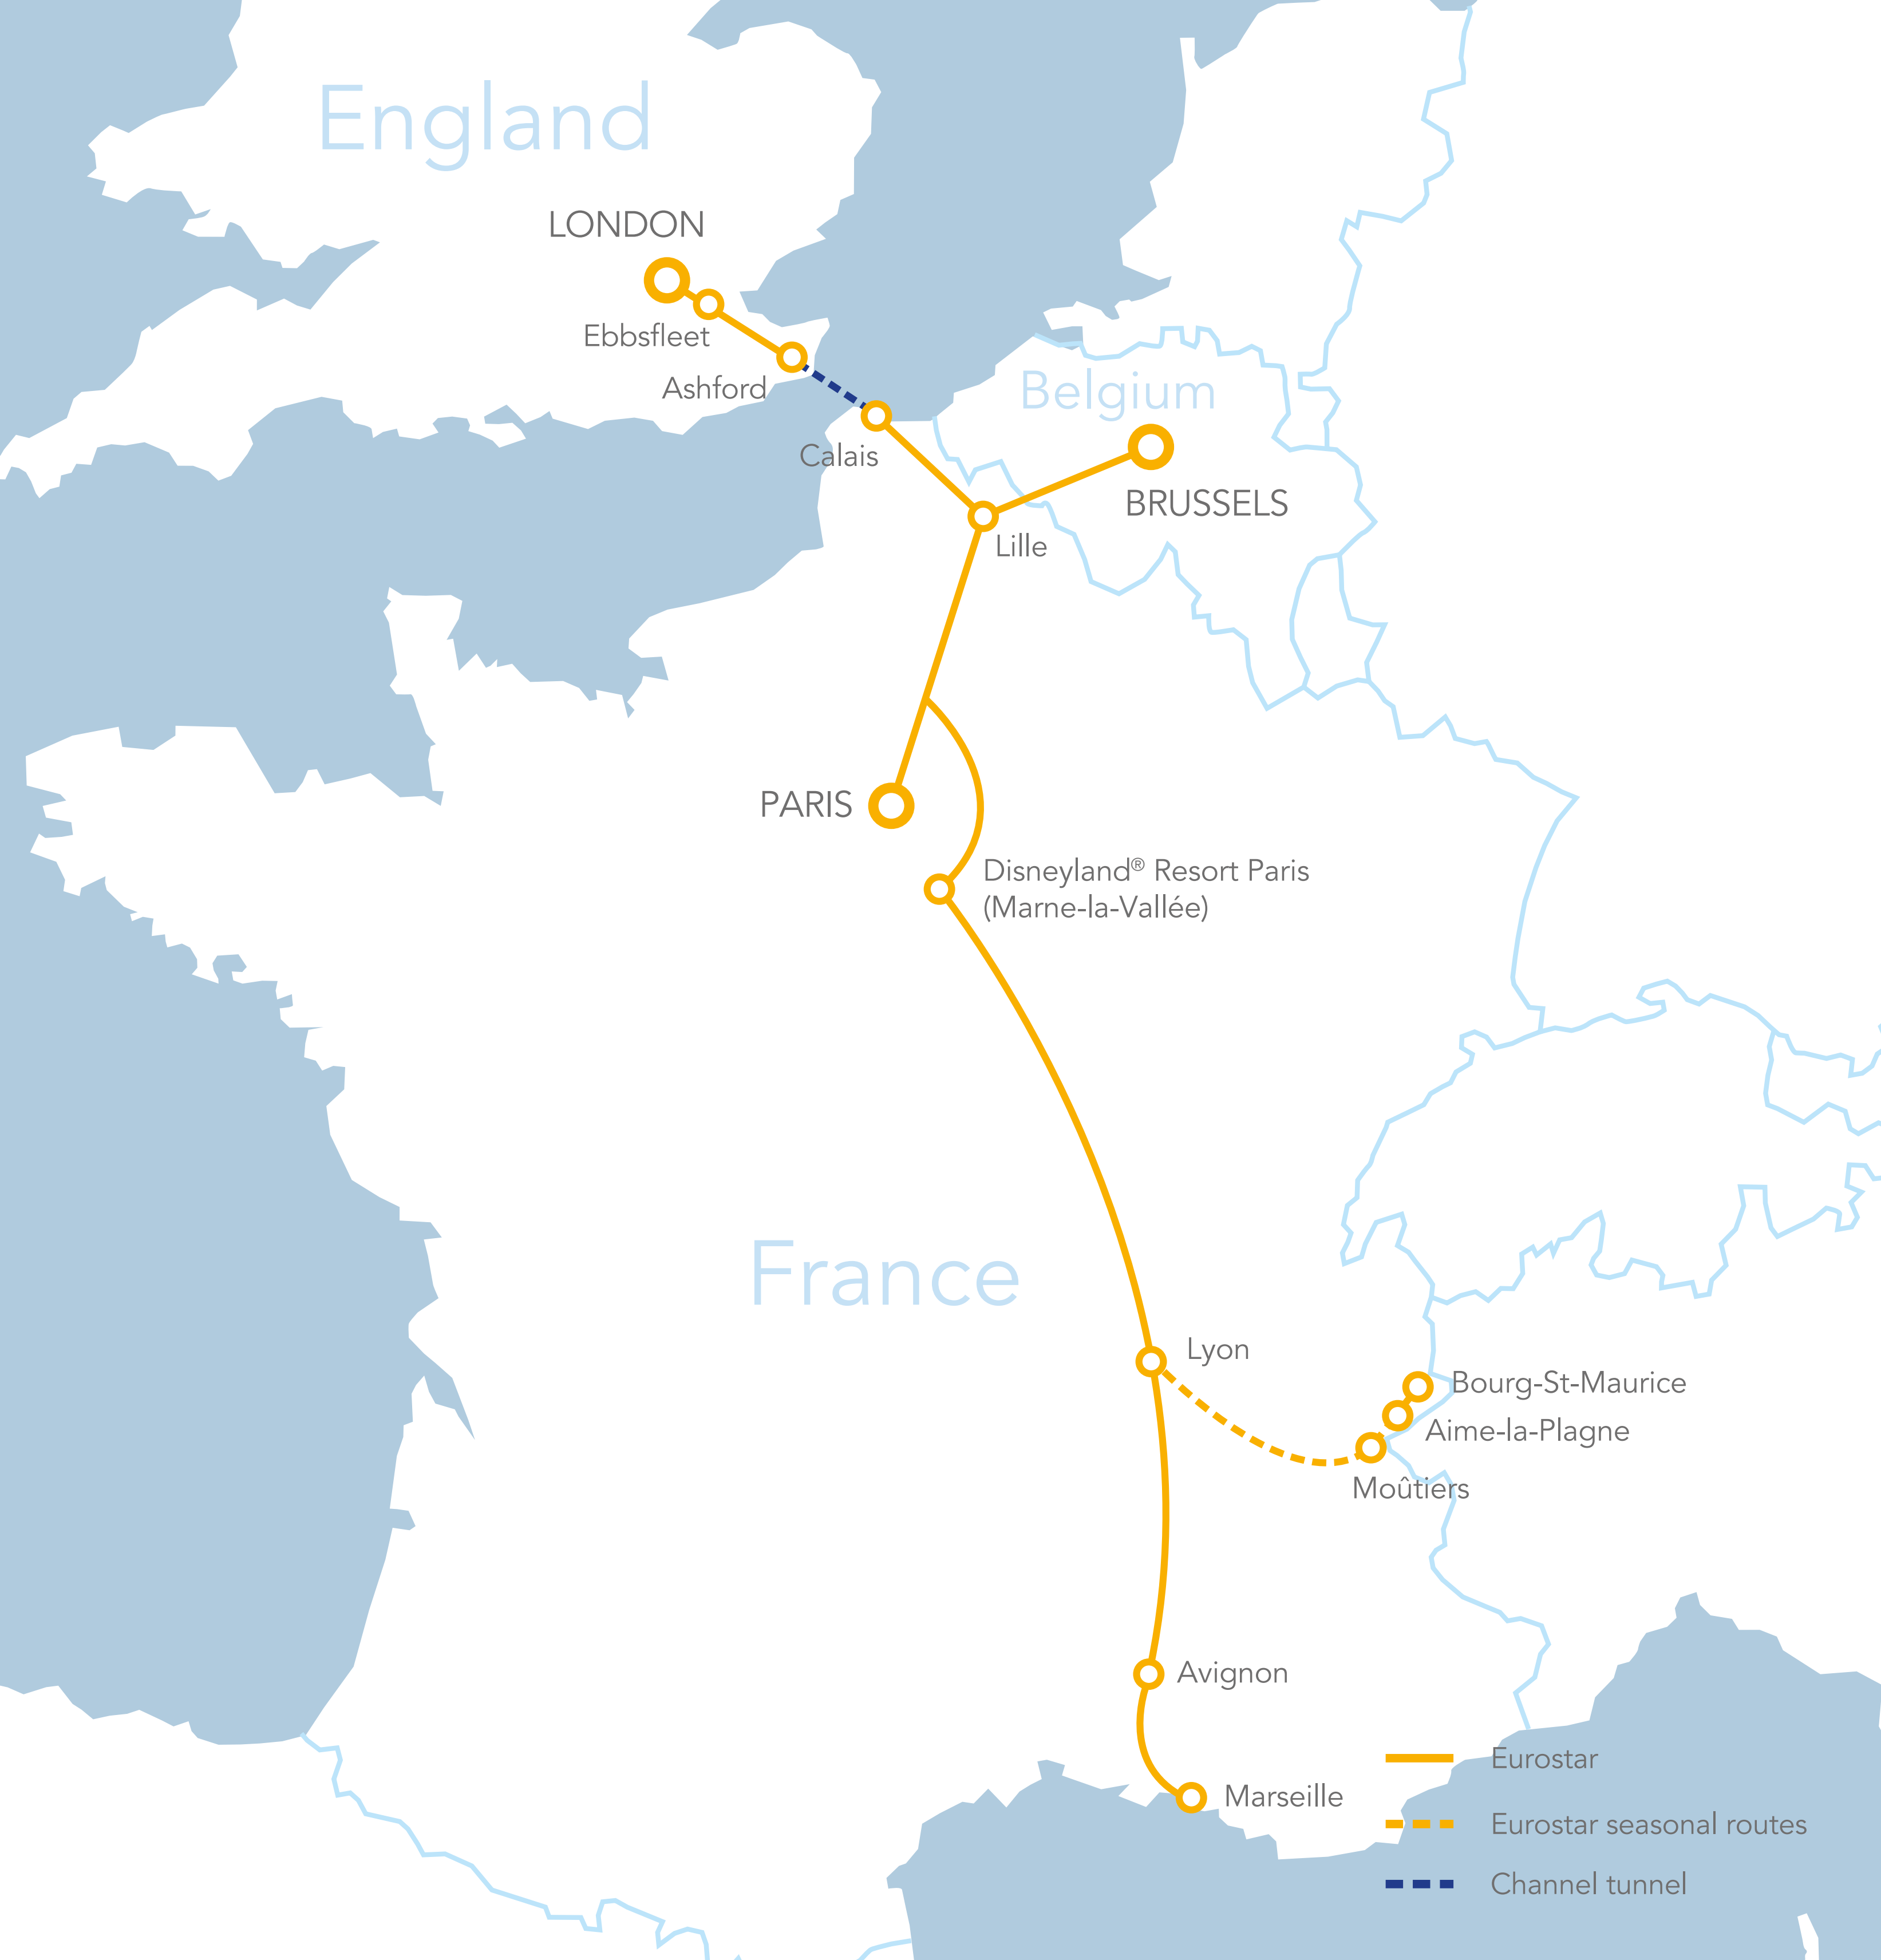 England
LONDON
Ebbsfleet
Ashford
Belgium
Calais
BRUSSELS
Lille
PARIS
Disneyland® Resort Paris
(Marne-la-Vallée)
France
Lyon
Bourg-St-Maurice
Aime-la-Plagne
Moûtiers
Avignon
Marseille
Eurostar
Eurostar seasonal routes
Channel tunnel